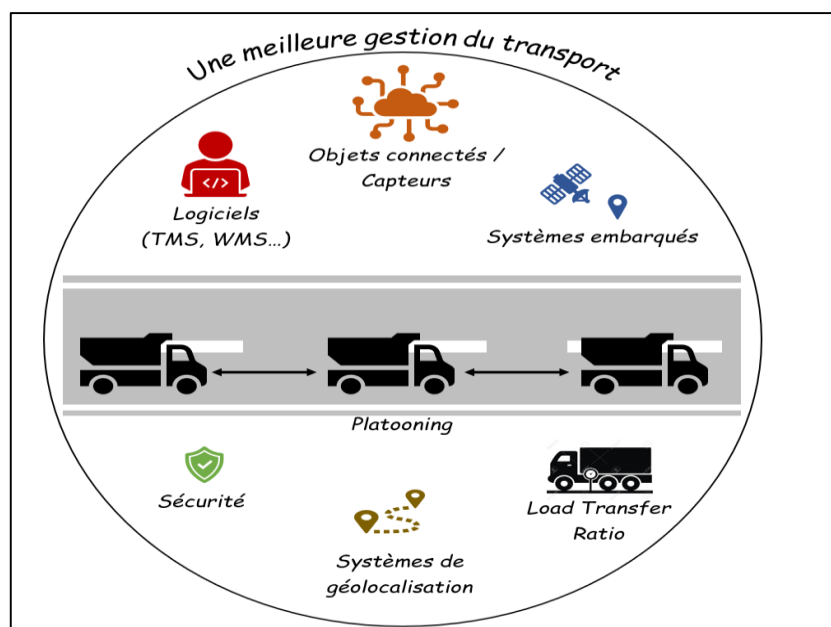 Une meilleure gestion du transport
Objets connectés /
Capteurs
</>
Logiciels
(TMS, WMS...)
Systèmes embarqués
Platooning
Sécurité
Load Transfer
Ratio
Systèmes de
géolocalisation